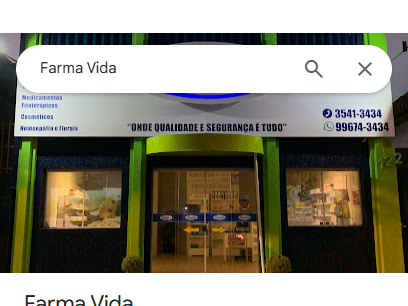 Farma Vida
Medicamentos
Fitoterápicos
Cosméticos
Homeopatia e Florais
"ONDE QUALIDADE E SEGURANÇA É TUDO"
3541-3434
99674-3434
Farma Vida